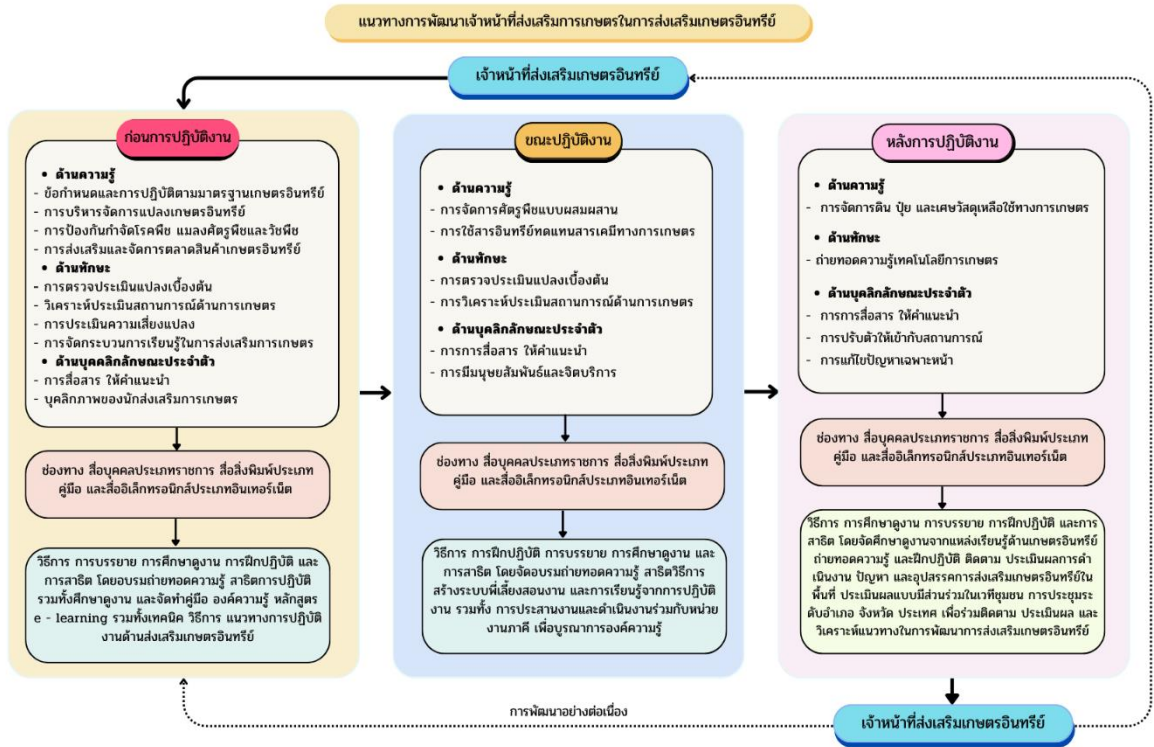 แนวทางการพัฒนาเจ้าหน้าที่ส่งเสริมการเกษตรในการส่งเสริมเกษตรอินทรีย์
เจ้าหน้าที่ส่งเสริมเกษตรอินทรีย์
ก่อนการปฏิบัติงาน
• ด้านความรู้
- ข้อกำหนดและการปฏิบัติตามมาตรฐานเกษตรอินทรีย์
- การบริหารจัดการแปลงเกษตรอินทรีย์
- การป้องกันกำจัดโรคพืช แมลงศัตรูพืชและวัชพืช
- การส่งเสริมและจัดการตลาดสินค้าเกษตรอินทรีย์
• ด้านทักษะ
- การตรวจประเมินแปลงเบื้องต้น
- วิเคราะห์ประเมินสถานการณ์ด้านการเกษตร
- การประเมินความเสี่ยงแปลง
- การจัดกระบวนการเรียนรู้ในการส่งเสริมการเกษตร
• ด้านบุคคลิกลักษณะประจำตัว
- การสื่อสาร ให้คำแนะนำ
- บุคลิกภาพของนักส่งเสริมการเกษตร
ช่องทาง สื่อบุคคลประเภทราชการ สื่อสิ่งพิมพ์ประเภท
คู่มือ และสื่ออิเล็กทรอนิกส์ประเภทอินเทอร์เน็ต
วิธีการ การบรรยาย การศึกษาดูงาน การฝึกปฏิบัติ และ
การสาธิต โดยอบรมถ่ายทอดความรู้ สาธิตการปฏิบัติ
รวมทั้งศึกษาดูงาน และจัดทำคู่มือ องค์ความรู้ หลักสูตร
e - learning รวมทั้งเทคนิค วิธีการ แนวทางการปฏิบัติ
งานด้านส่งเสริมเกษตรอินทรีย์
ขณะปฏิบัติงาน
• ด้านความรู้
- การจัดการศัตรูพืชแบบผสมผสาน
- การใช้สารอินทรีย์ทดแทนสารเคมีทางการเกษตร
• ด้านทักษะ
- การตรวจประเมินแปลงเบื้องต้น
- การวิเคราะห์ประเมินสถานการณ์ด้านการเกษตร
• ด้านบุคลิกลักษณะประจำตัว
- การการสื่อสาร ให้คำแนะนำ
- การมีมนุษยสัมพันธ์และจิตบริการ
ช่องทาง สื่อบุคคลประเภทราชการ สื่อสิ่งพิมพ์ประเภท
คู่มือ และสื่ออิเล็กทรอนิกส์ประเภทอินเทอร์เน็ต
วิธีการ การฝึกปฏิบัติ การบรรยาย การศึกษาดูงาน และ
การสาธิต โดยจัดอบรมถ่ายทอดความรู้ สาธิตวิธีการ
สร้างระบบพี่เลี้ยงสอนงาน และการเรียนรู้จากการปฏิบัติ
งาน รวมทั้ง การประสานงานและดำเนินงานร่วมกับหน่วย
งานภาคี เพื่อบูรณาการองค์ความรู้
หลังการปฏิบัติงาน
• ด้านความรู้
- การจัดการดิน ปุ๋ย และเศษวัสดุเหลือใช้ทางการเกษตร
• ด้านทักษะ
- ถ่ายทอดความรู้เทคโนโลยีการเกษตร
• ด้านบุคลิกลักษณะประจำตัว
- การการสื่อสาร ให้คำแนะนำ
- การปรับตัวให้เข้ากับสถานการณ์
- การแก้ไขปัญหาเฉพาะหน้า
ช่องทาง สื่อบุคคลประเภทราชการ สื่อสิ่งพิมพ์ประเภท
คู่มือ และสื่ออิเล็กทรอนิกส์ประเภทอินเทอร์เน็ต
วิธีการ การศึกษาดูงาน การบรรยาย การฝึกปฏิบัติ และการ
สาธิต โดยจัดศึกษาดูงานจากแหล่งเรียนรู้ด้านเกษตรอินทรีย์
ถ่ายทอดความรู้ และฝึกปฏิบัติ ติดตาม ประเมินผลการดำ
เนินงาน ปัญหา และอุปสรรคการส่งเสริมเกษตรอินทรีย์ใน
พื้นที่ ประเมินผลแบบมีส่วนร่วมในเวทีชุมชน การประชุมระ
ดับอำเภอ จังหวัด ประเทศ เพื่อร่วมติดตาม ประเมินผล และ
วิเคราะห์แนวทางในการพัฒนาการส่งเสริมเกษตรอินทรีย์
การพัฒนาอย่างต่อเนื่อง
เจ้าหน้าที่ส่งเสริมเกษตรอินทรีย์